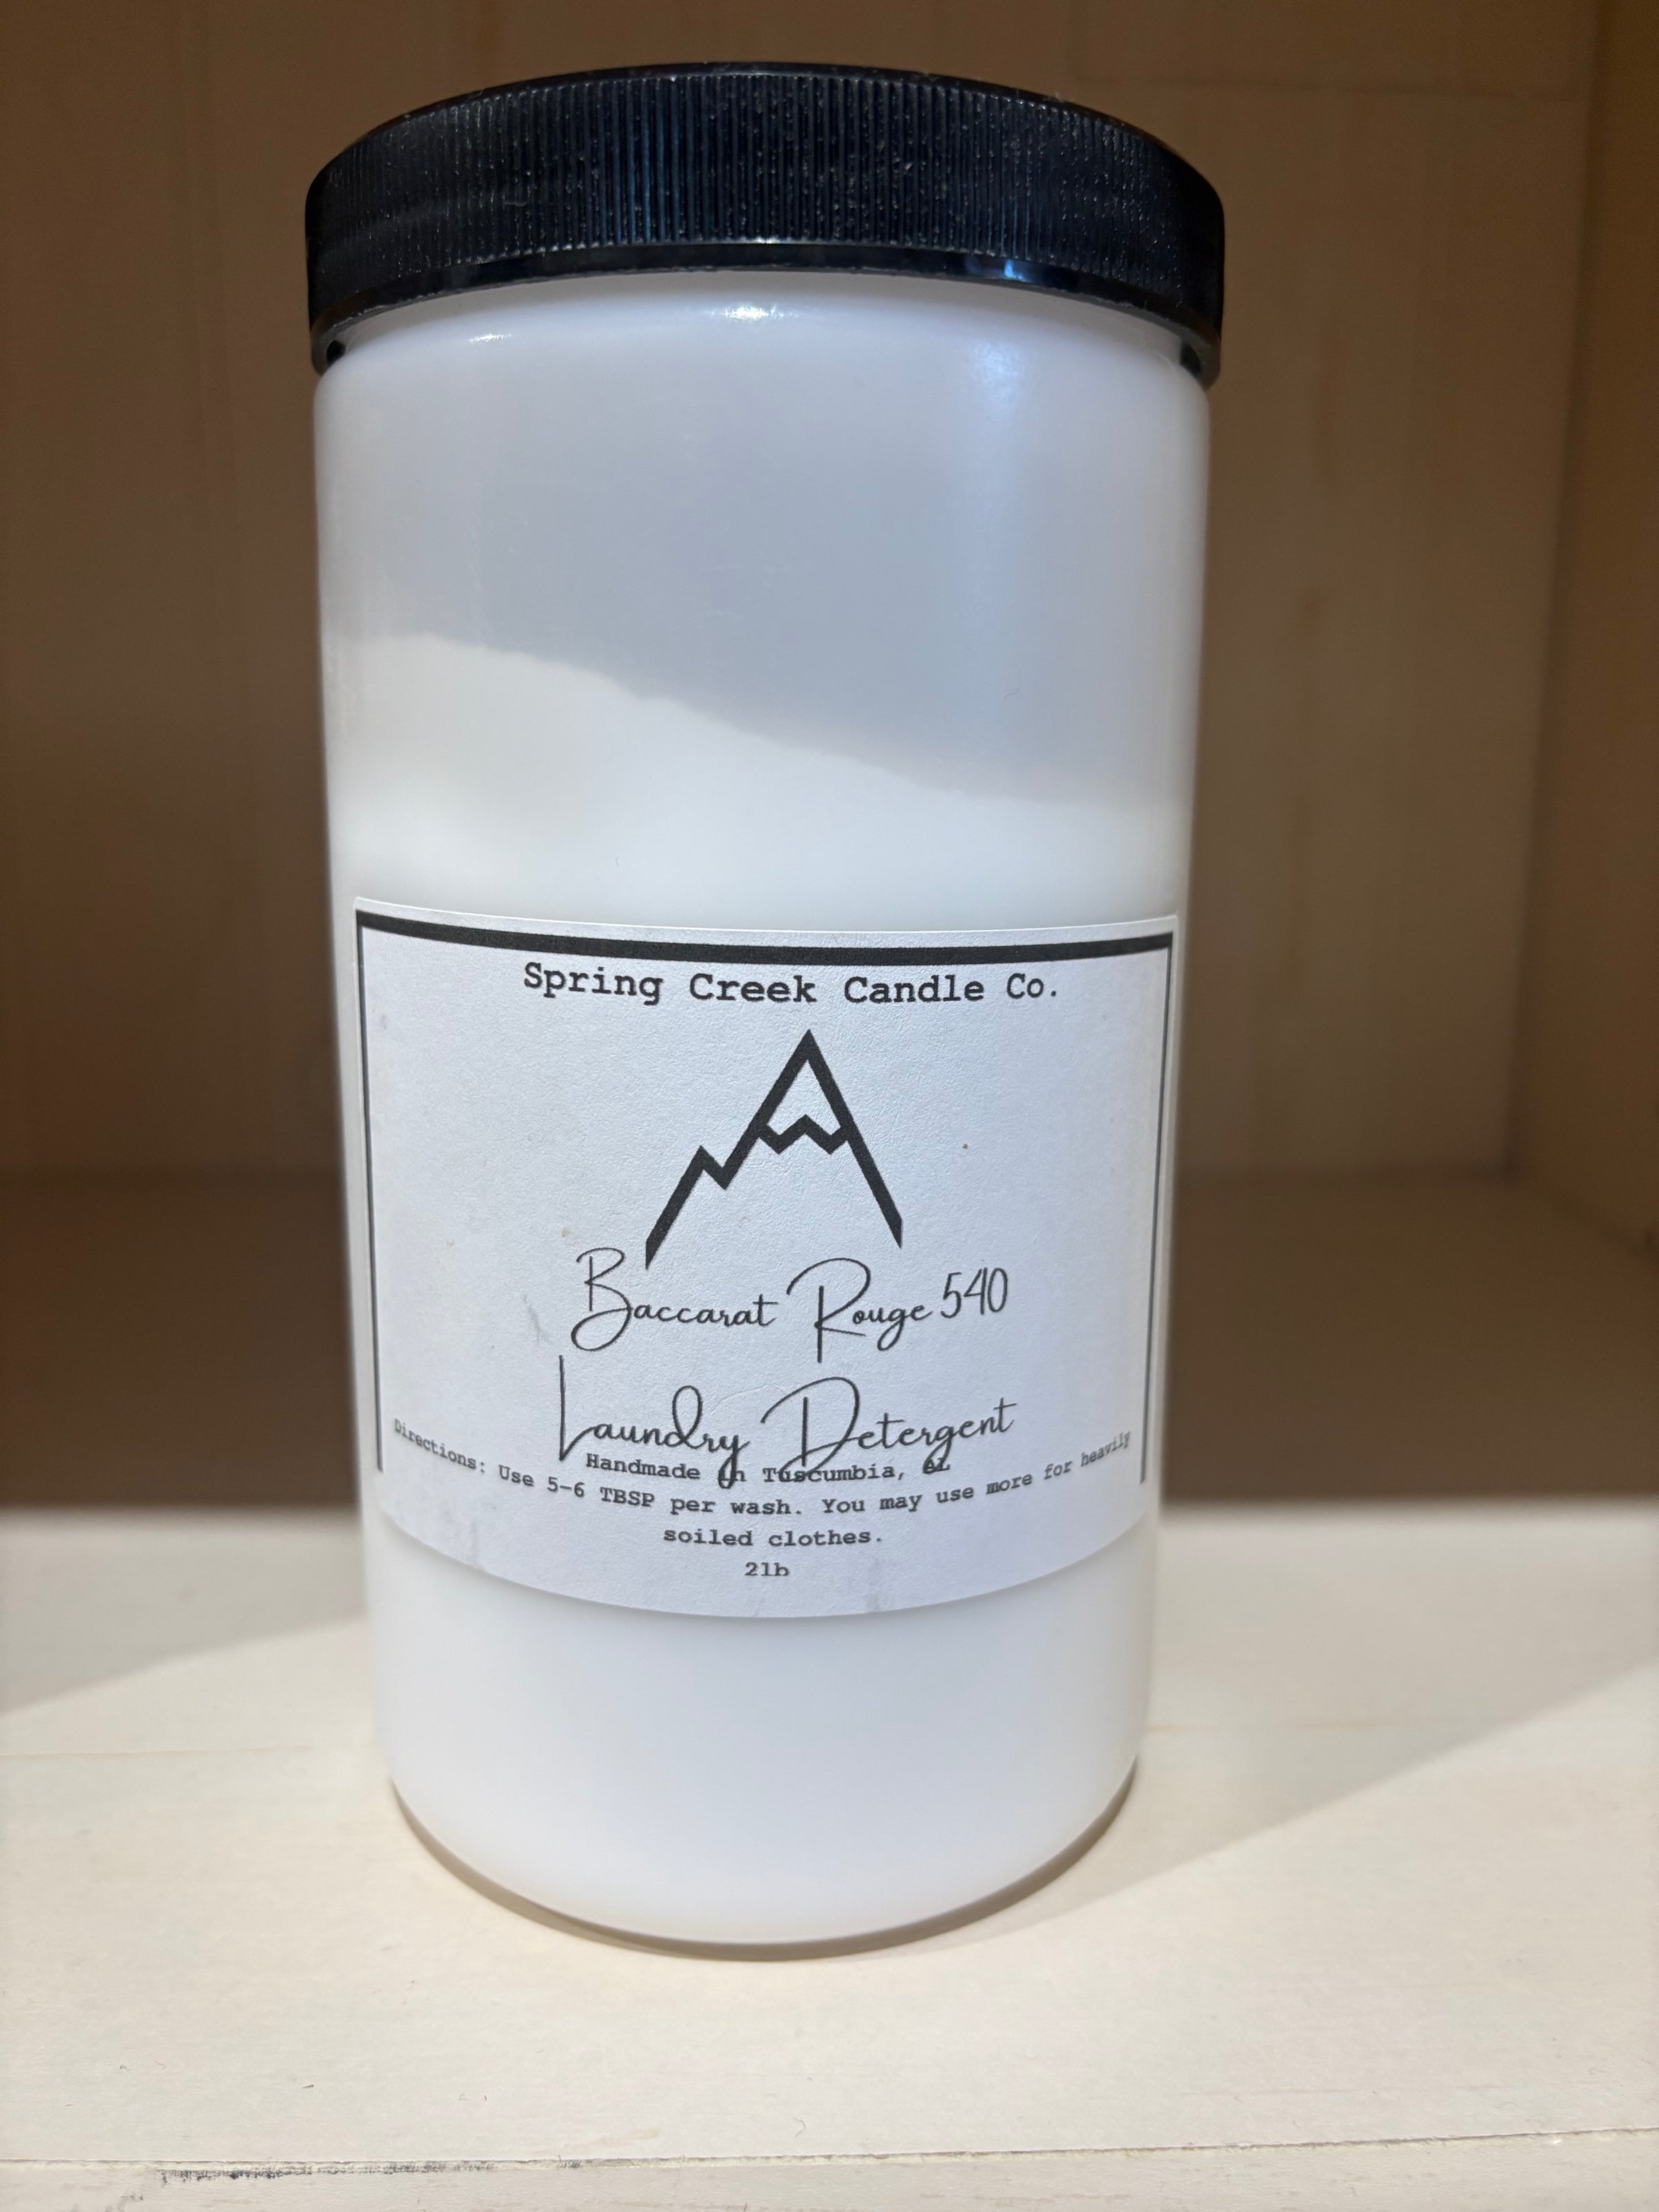 Spring Creek Candle Co.
Baccarat Rouge 540
Laundry Detergent
Handmade in Tuscumbia, AL
Directions: Use 5-6 TBSP per wash. You may use more for heavily
soiled clothes.
2lb